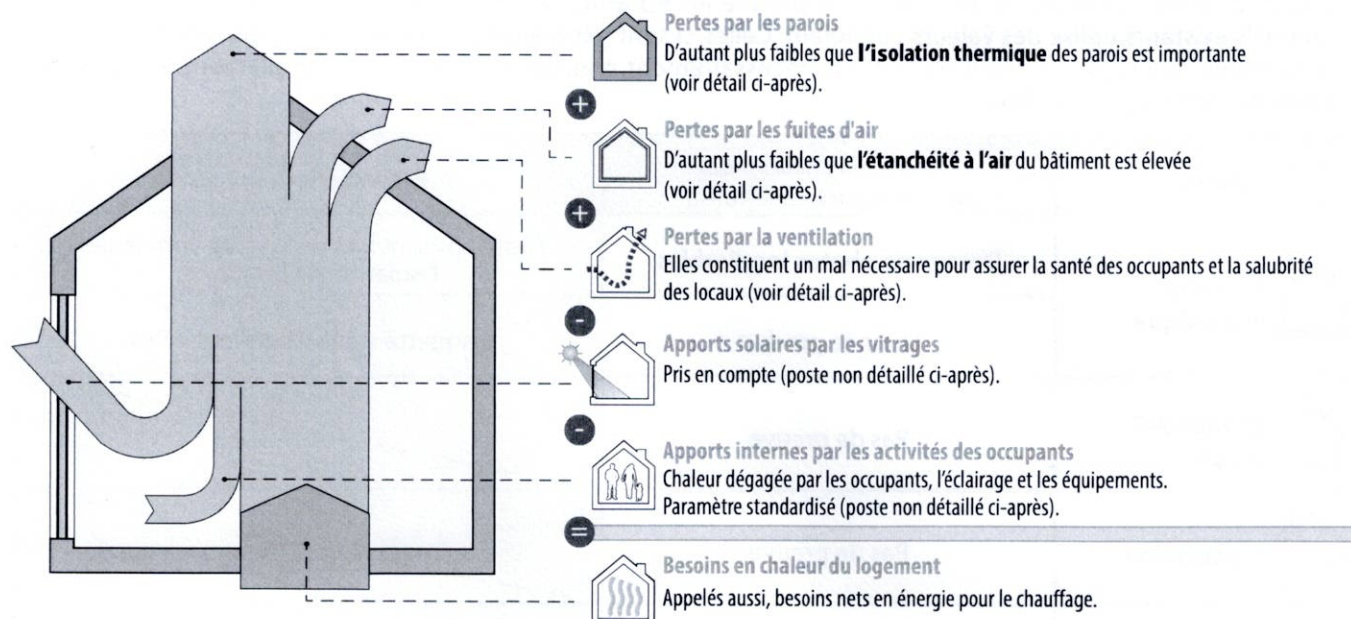 Pertes par les parois
D'autant plus faibles que l'isolation thermique des parois est importante
(voir détail ci-après).
+
Pertes par les fuites d'air
D'autant plus faibles que l'étanchéité à l'air du bâtiment est élevée
(voir détail ci-après).
+
Pertes par la ventilation
Elles constituent un mal nécessaire pour assurer la santé des occupants et la salubrité
des locaux (voir détail ci-après).
-
Apports solaires par les vitrages
Pris en compte (poste non détaillé ci-après).
-
Apports internes par les activités des occupants
Chaleur dégagée par les occupants, l'éclairage et les équipements.
Paramètre standardisé (poste non détaillé ci-après).
=
Besoins en chaleur du logement
Appelés aussi, besoins nets en énergie pour le chauffage.